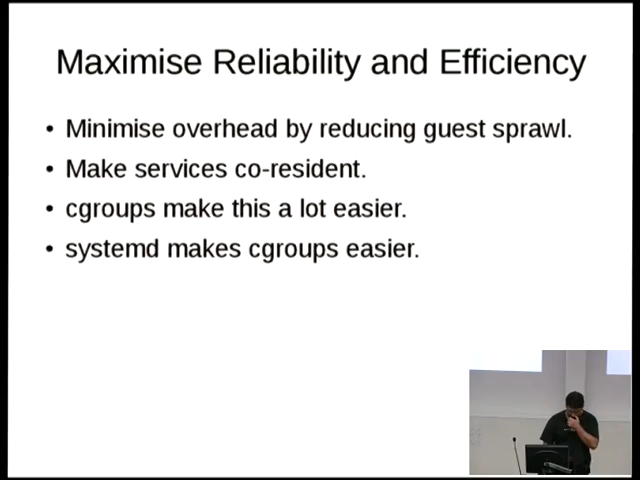 Maximise Reliability and Efficiency
• Minimise overhead by reducing guest sprawl.
• Make services co-resident.
• cgroups make this a lot easier.
• systemd makes cgroups easier.